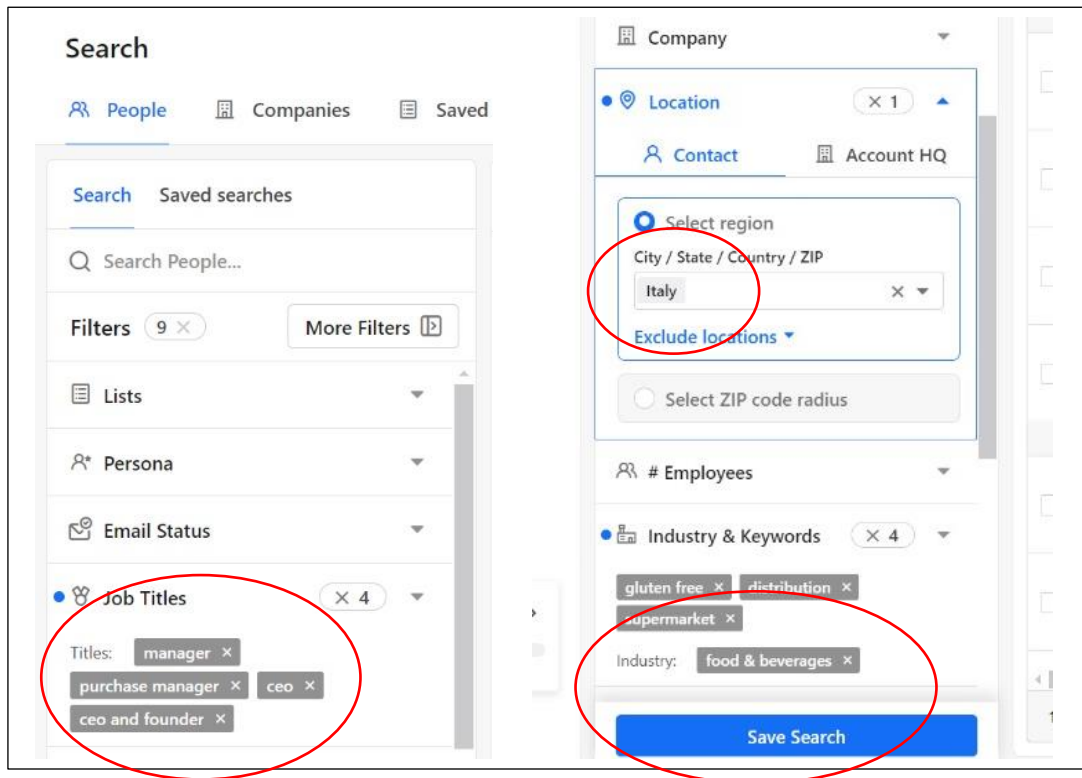 Search
People Companies Saved
Search Saved searches
Search People...
Filters 9 × More Filters
Lists
Persona
Email Status
Job Titles × 4
Titles: manager ×
purchase manager × ceo ×
ceo and founder ×
Company
Location × 1
Contact Account HQ
Select region
City / State / Country / ZIP
Italy ×
Exclude locations
Select ZIP code radius
# Employees
Industry & Keywords × 4
gluten free × distribution ×
supermarket ×
Industry: food & beverages ×
Save Search